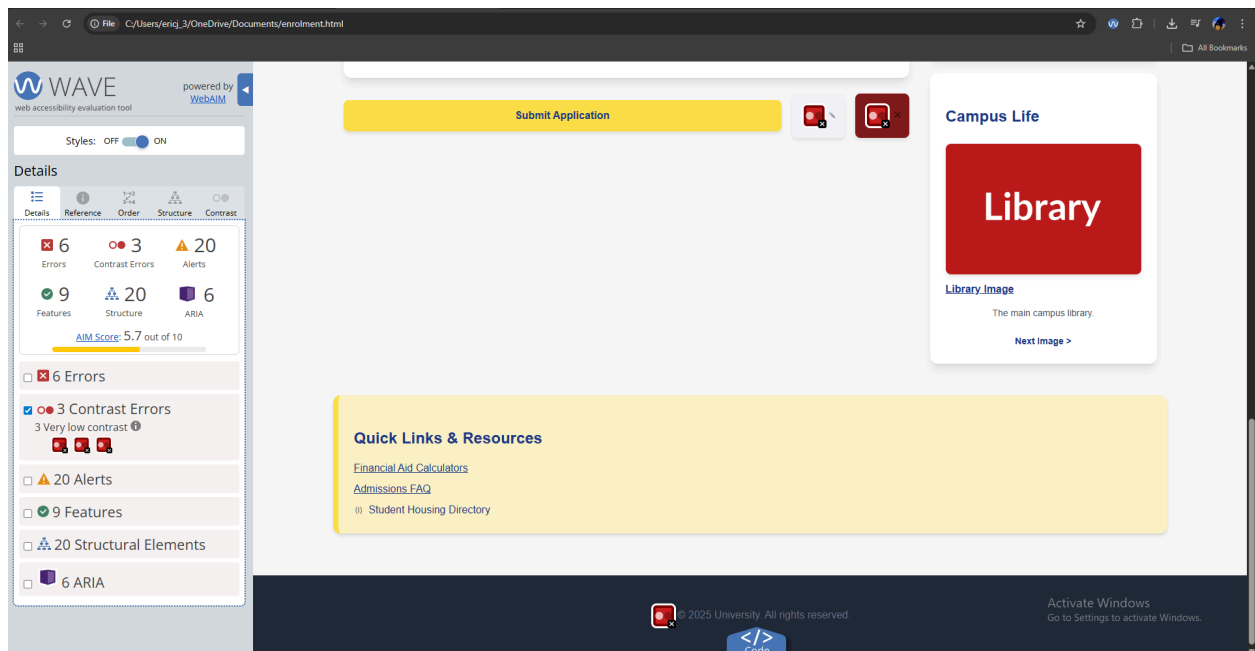 File C:/Users/ericj_3/OneDrive/Documents/enrolment.html
All Bookmarks
WAVE
web accessibility evaluation tool
powered by
WebAIM
Styles: OFF ON
Details
Details Reference Order Structure Contrast
6 3 20
Errors Contrast Errors Alerts
9 20 6
Features Structure ARIA
AIM Score: 5.7 out of 10
6 Errors
3 Contrast Errors
3 Very low contrast
20 Alerts
9 Features
20 Structural Elements
6 ARIA
Submit Application
Campus Life
Library
Library Image
The main campus library.
Next Image >
Quick Links & Resources
Financial Aid Calculators
Admissions FAQ
(i) Student Housing Directory
© 2025 University. All rights reserved.
</>
Code
Activate Windows
Go to Settings to activate Windows.